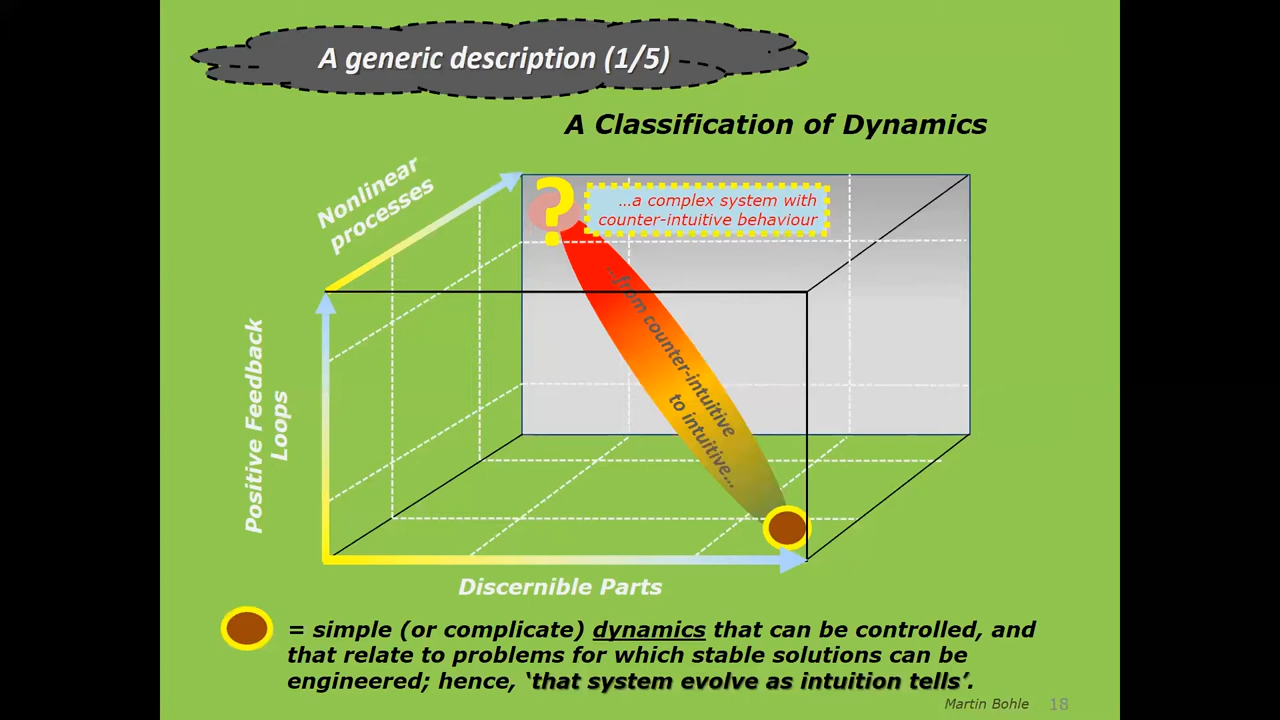 A generic description (1/5)
A Classification of Dynamics
Nonlinear
processes
?
...a complex system with
counter-intuitive behaviour
...from counter-intuitive
to intuitive...
Positive Feedback
Loops
Discernible Parts
= simple (or complicate) dynamics that can be controlled, and
that relate to problems for which stable solutions can be
engineered; hence, ‘that system evolve as intuition tells’.
Martin Bohle 18